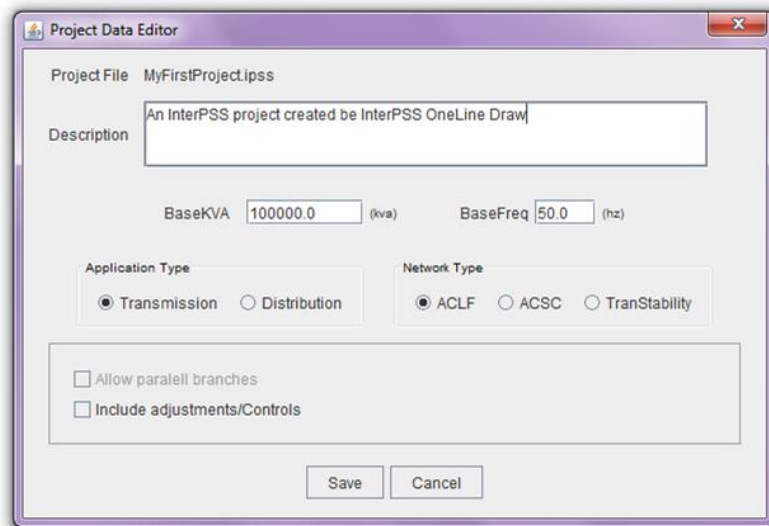 Project Data Editor
Project File MyFirstProject.ipss
Description An InterPSS project created be InterPSS OneLine Draw
BaseKVA 100000.0 (kva) BaseFreq 50.0 (hz)
Application Type Network Type
Transmission Distribution ACLF ACSC TranStability
Allow paralell branches
Include adjustments/Controls
Save Cancel